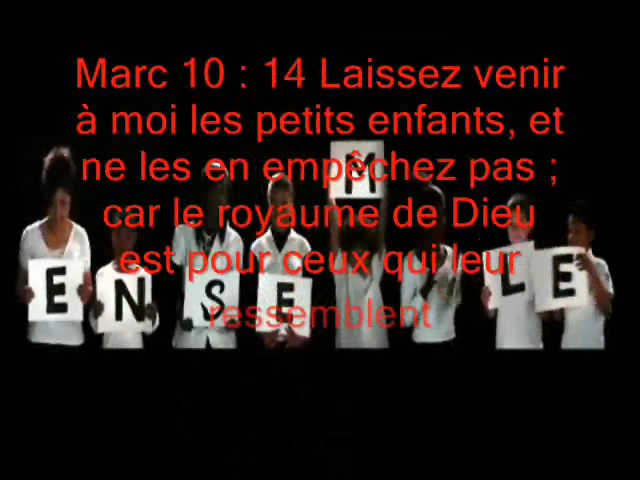 Marc 10 : 14 Laissez venir
à moi les petits enfants, et
ne les en empêchez pas ;
car le royaume de Dieu
est pour ceux qui leur
ressemblent
E N S E M L E